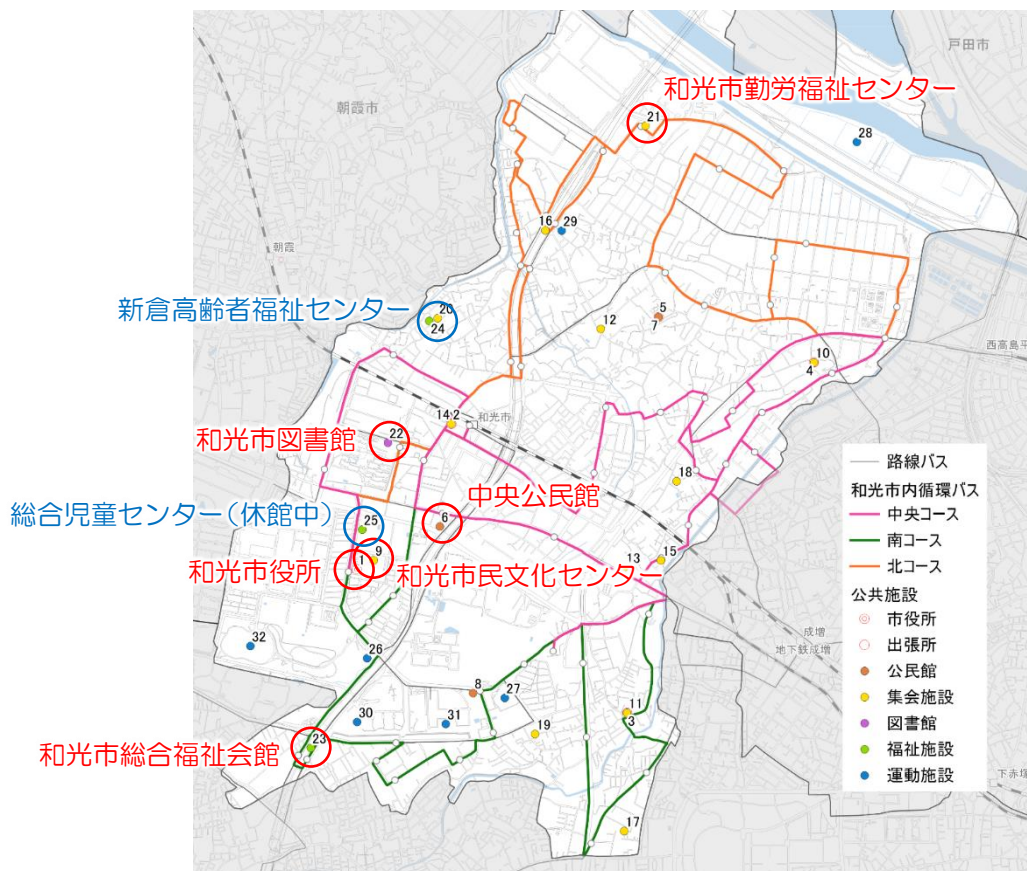 戸田市
和光市勤労福祉センター
21
28
朝霞市
朝霞
16
29
新倉高齢者福祉センター
20
24
5
7
12
西高島平
10
4
14
2
和光市
和光市図書館
22
18
路線バス
和光市内循環バス
中央コース
南コース
北コース
公共施設
市役所
出張所
公民館
集会施設
図書館
福祉施設
運動施設
中央公民館
6
総合児童センター(休館中)
25
9
1
和光市役所
和光市民文化センター
13
15
成増
地下鉄成増
32
26
8
27
11
3
30
31
19
和光市総合福祉会館
23
下赤塚
17